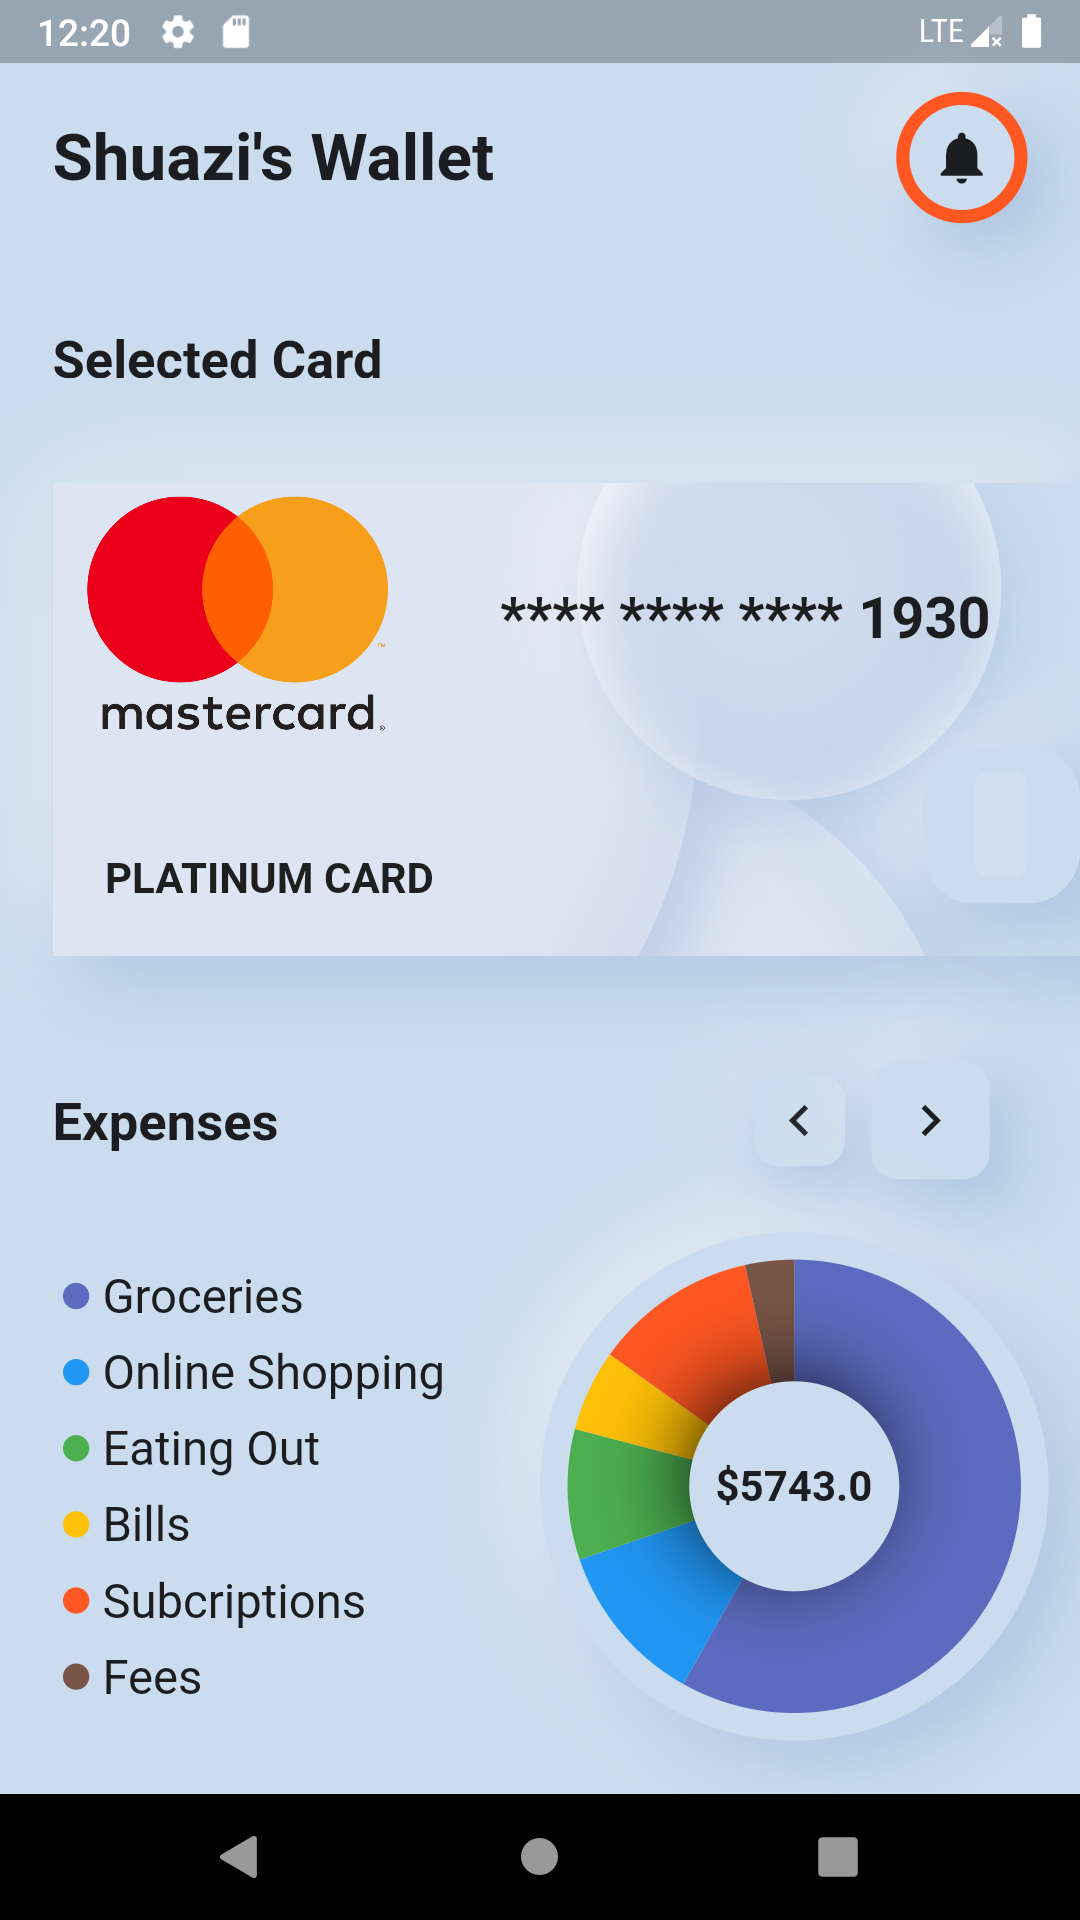 12:20 LTE
Shuazi's Wallet
Selected Card
**** **** **** 1930
mastercard
PLATINUM CARD
Expenses
Groceries
Online Shopping
Eating Out
Bills
Subcriptions
Fees
$5743.0